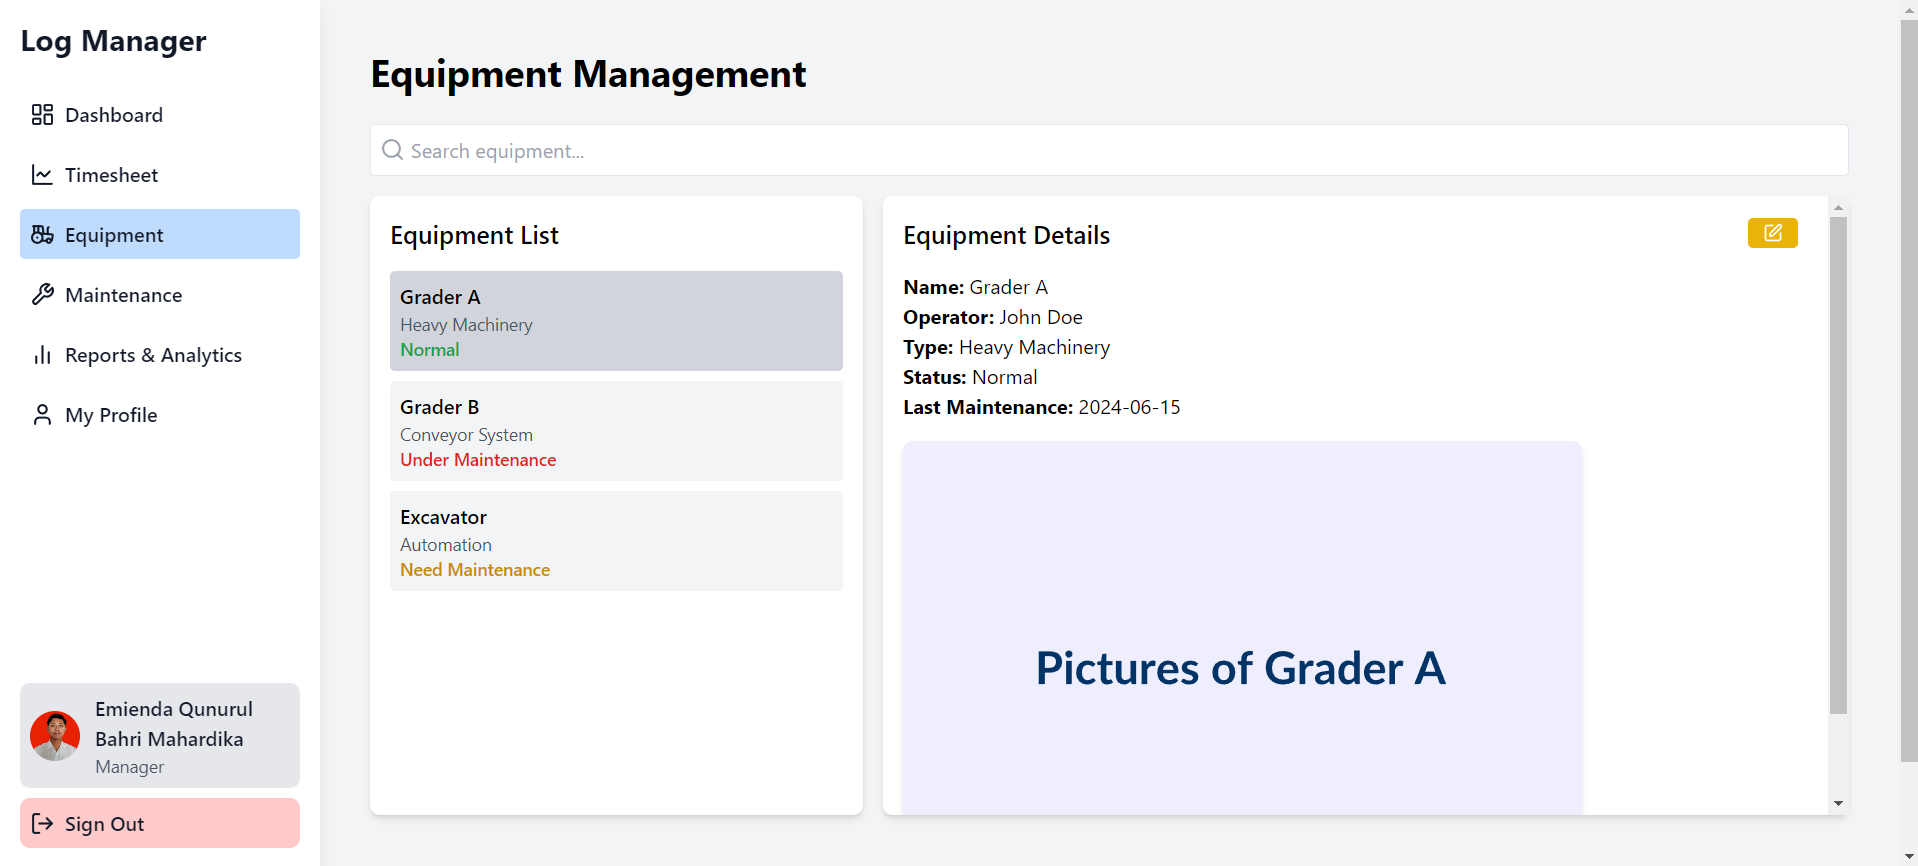 Log Manager
Dashboard
Timesheet
Equipment
Maintenance
Reports & Analytics
My Profile
Emienda Qunurul
Bahri Mahardika
Manager
Sign Out
Equipment Management
Search equipment...
Equipment List
Grader A
Heavy Machinery
Normal
Grader B
Conveyor System
Under Maintenance
Excavator
Automation
Need Maintenance
Equipment Details
Name: Grader A
Operator: John Doe
Type: Heavy Machinery
Status: Normal
Last Maintenance: 2024-06-15
Pictures of Grader A